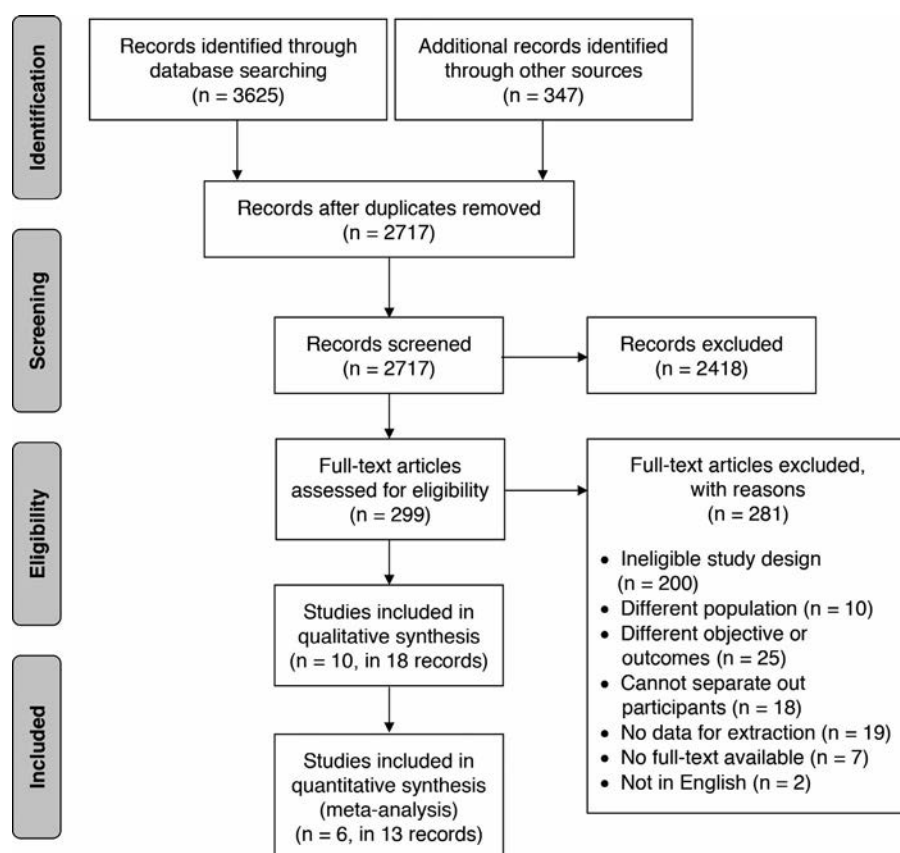 Identification
Records identified through
database searching
(n = 3625)
Additional records identified
through other sources
(n = 347)
Records after duplicates removed
(n = 2717)
Screening
Records screened
(n = 2717)
Records excluded
(n = 2418)
Eligibility
Full-text articles
assessed for eligibility
(n = 299)
Full-text articles excluded,
with reasons
(n = 281)
• Ineligible study design
(n = 200)
• Different population (n = 10)
• Different objective or
outcomes (n = 25)
• Cannot separate out
participants (n = 18)
• No data for extraction (n = 19)
• No full-text available (n = 7)
• Not in English (n = 2)
Studies included in
qualitative synthesis
(n = 10, in 18 records)
Included
Studies included in
quantitative synthesis
(meta-analysis)
(n = 6, in 13 records)